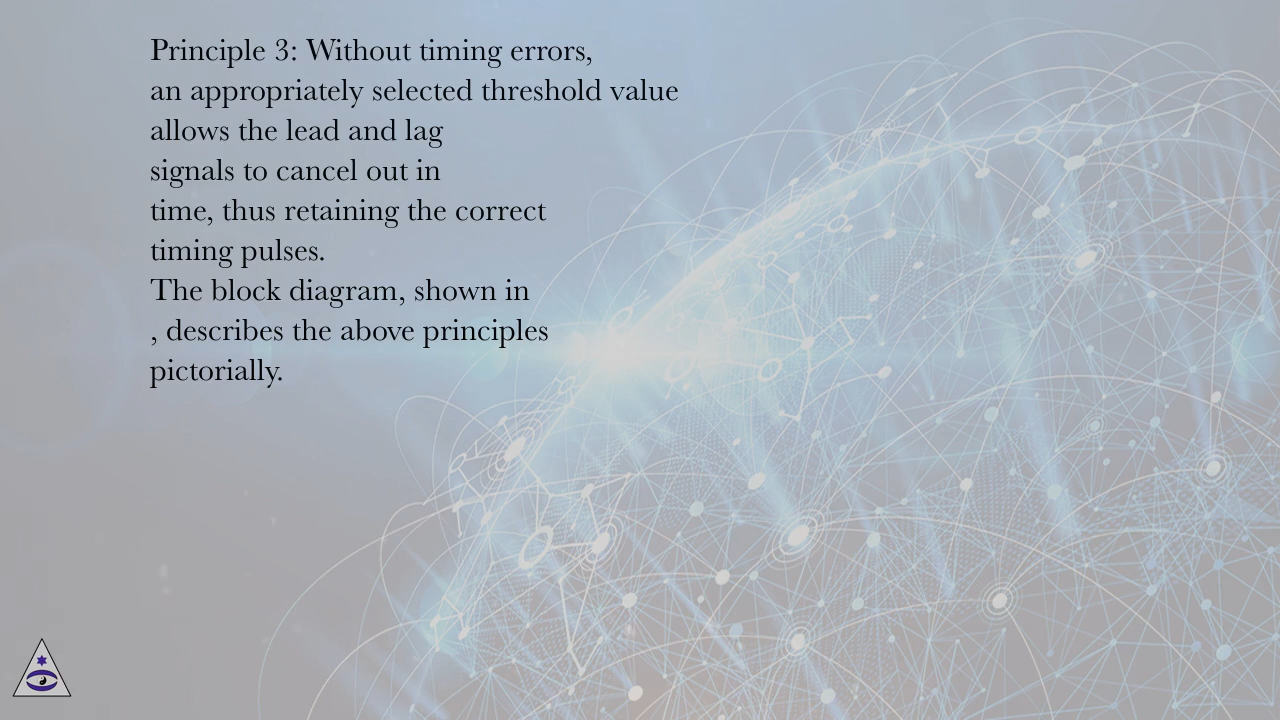 Principle 3: Without timing errors,
an appropriately selected threshold value
allows the lead and lag
signals to cancel out in
time, thus retaining the correct
timing pulses.
The block diagram, shown in
, describes the above principles
pictorially.